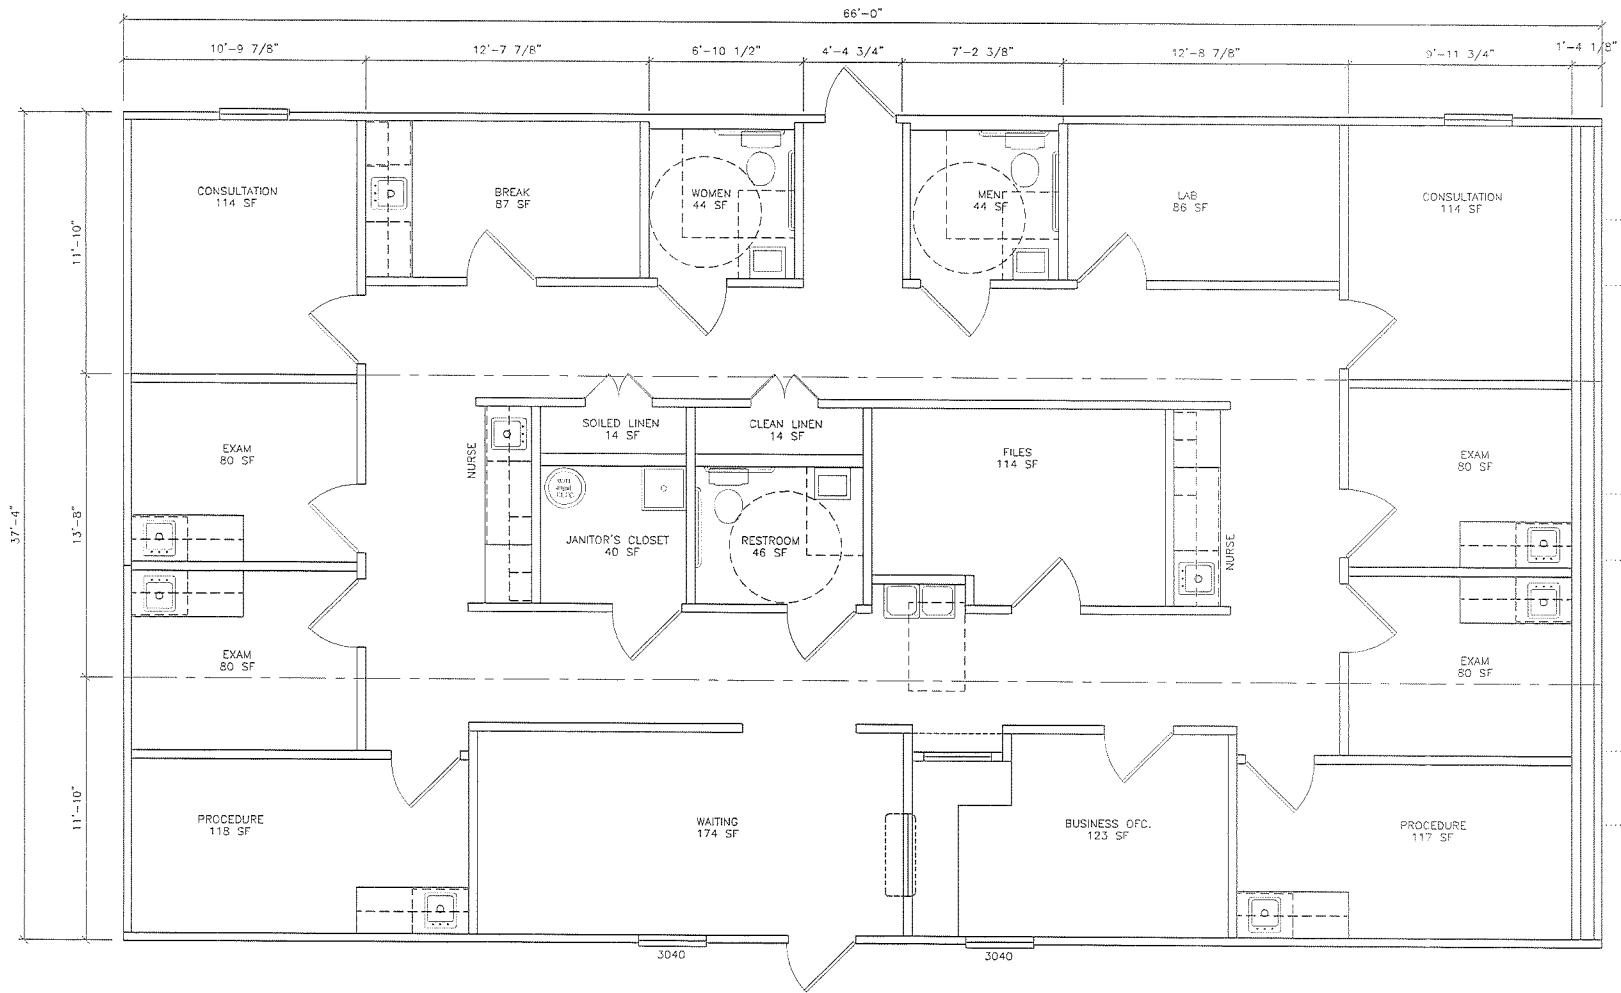 66'-0"
10'-9 7/8"
12'-7 7/8"
6'-10 1/2"
4'-4 3/4"
7'-2 3/8"
12'-8 7/8"
9'-11 3/4"
1'-4 1/8"
CONSULTATION
114 SF
BREAK
87 SF
WOMEN
44 SF
MEN
44 SF
LAB
86 SF
CONSULTATION
114 SF
11'-10"
37'-4"
13'-8"
11'-10"
EXAM
80 SF
NURSE
SOILED LINEN
14 SF
CLEAN LINEN
14 SF
FILES
114 SF
EXAM
80 SF
JANITOR'S CLOSET
40 SF
RESTROOM
46 SF
NURSE
EXAM
80 SF
EXAM
80 SF
PROCEDURE
118 SF
WAITING
174 SF
BUSINESS OFC.
123 SF
PROCEDURE
117 SF
3040
3040